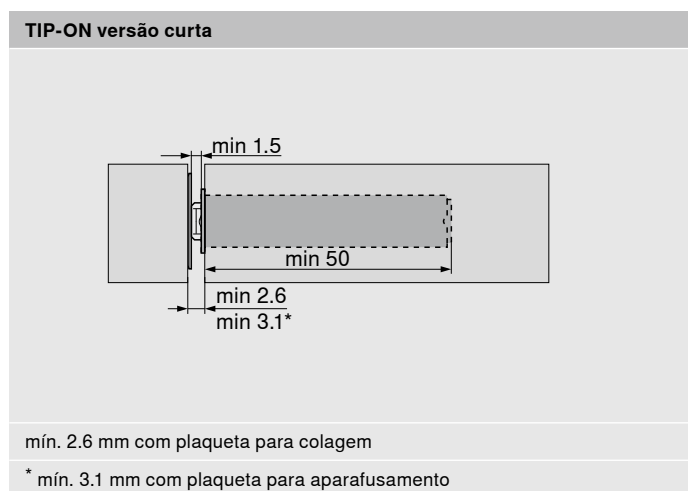 TIP-ON versão curta
min 1.5
min 50
min 2.6
min 3.1*
mín. 2.6 mm com plaqueta para colagem
* mín. 3.1 mm com plaqueta para aparafusamento